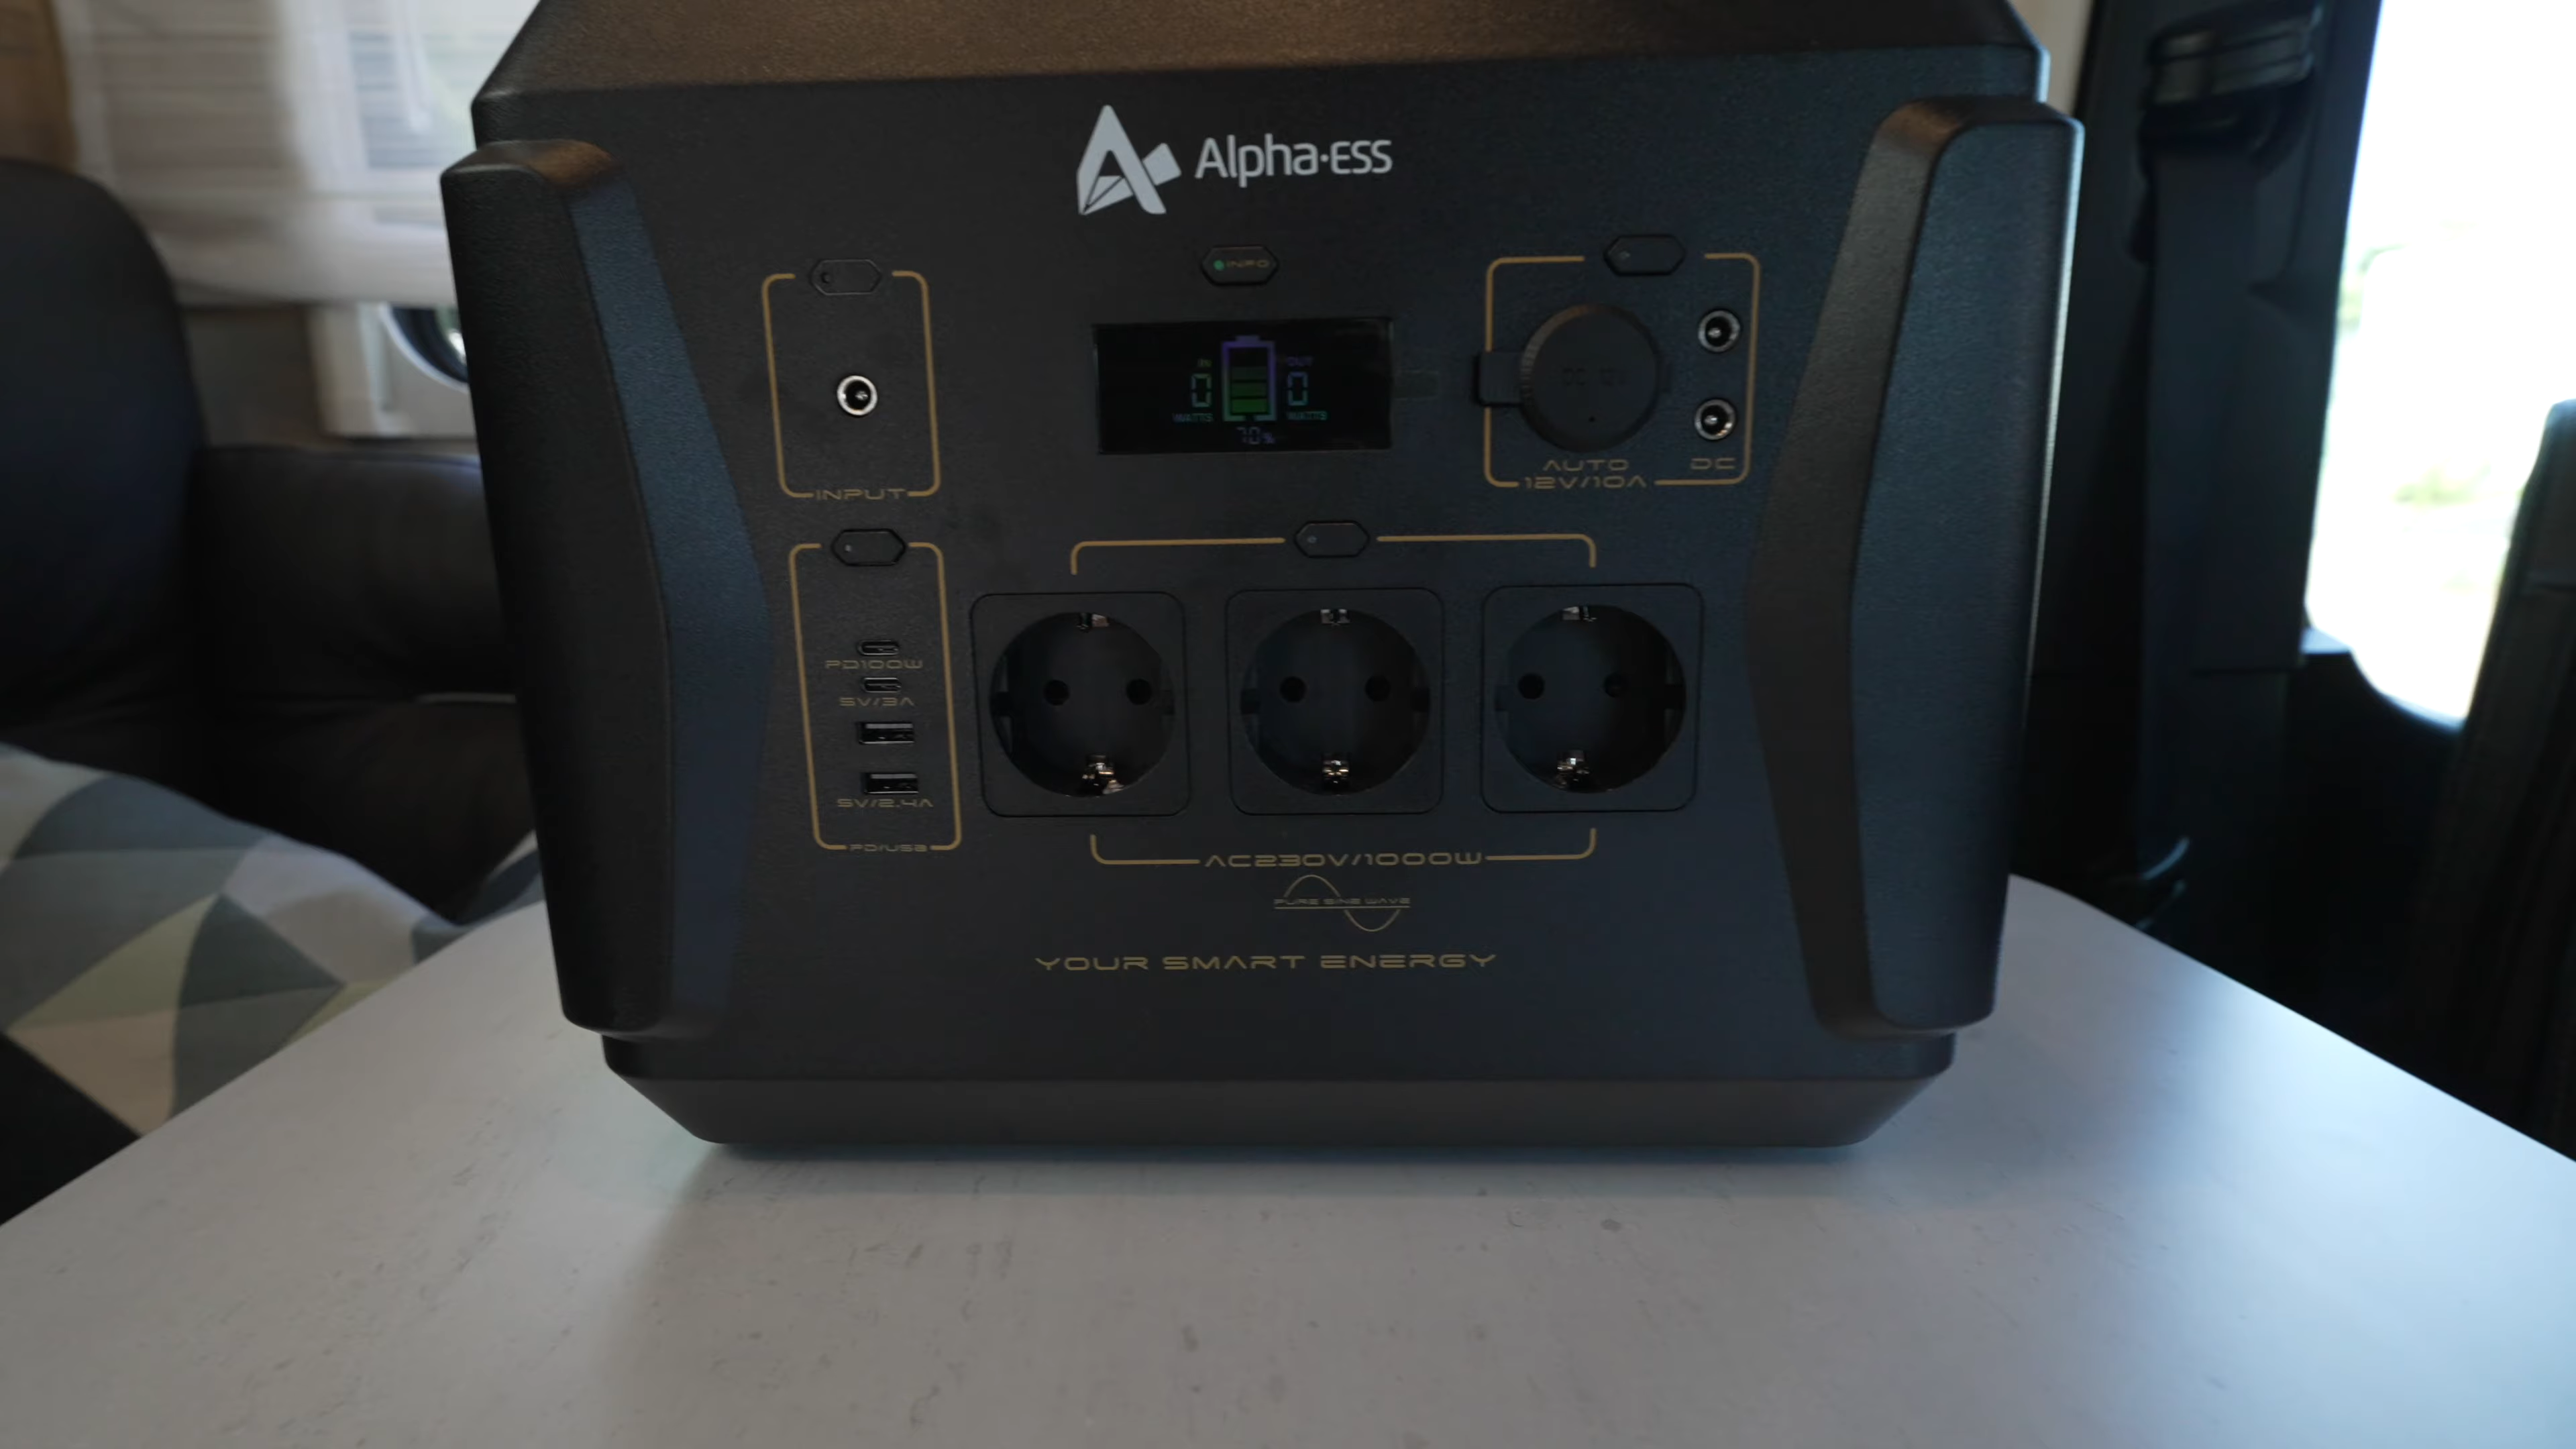 Alpha·ESS
INFO
IN
OUT
0
0
WATTS
WATTS
70%
INPUT
AUTO
12V/10A
DC
PD100W
5V/3A
5V/2.4A
PD/USB
AC230V/1000W
PURE SINE WAVE
YOUR SMART ENERGY